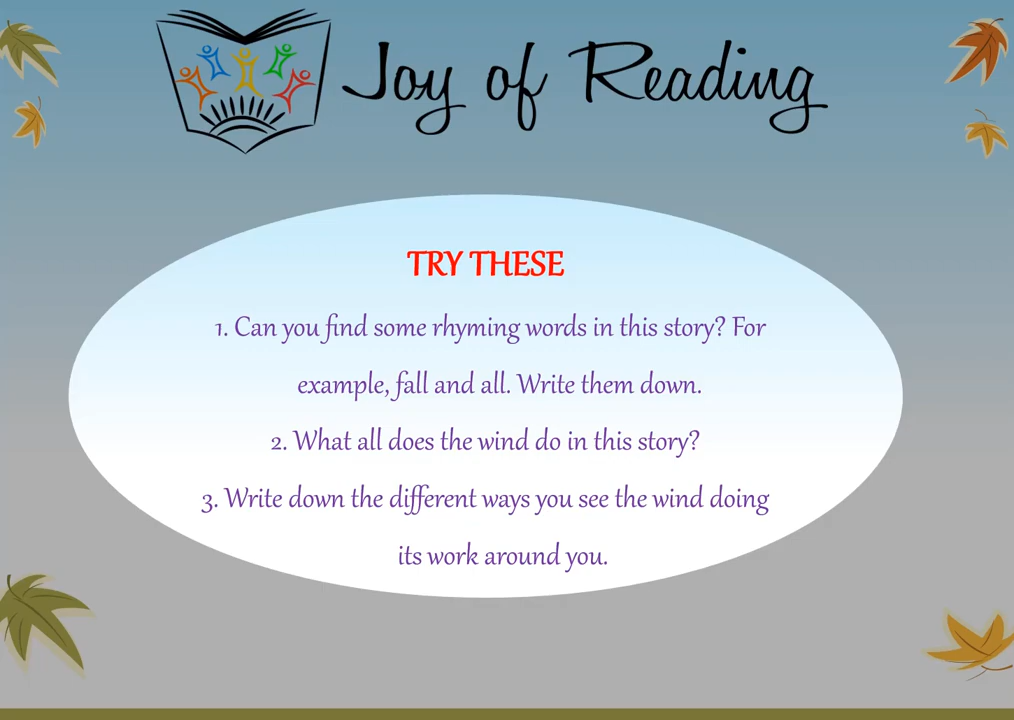 Joy of Reading
TRY THESE
1. Can you find some rhyming words in this story? For
example, fall and all. Write them down.
2. What all does the wind do in this story?
3. Write down the different ways you see the wind doing
its work around you.